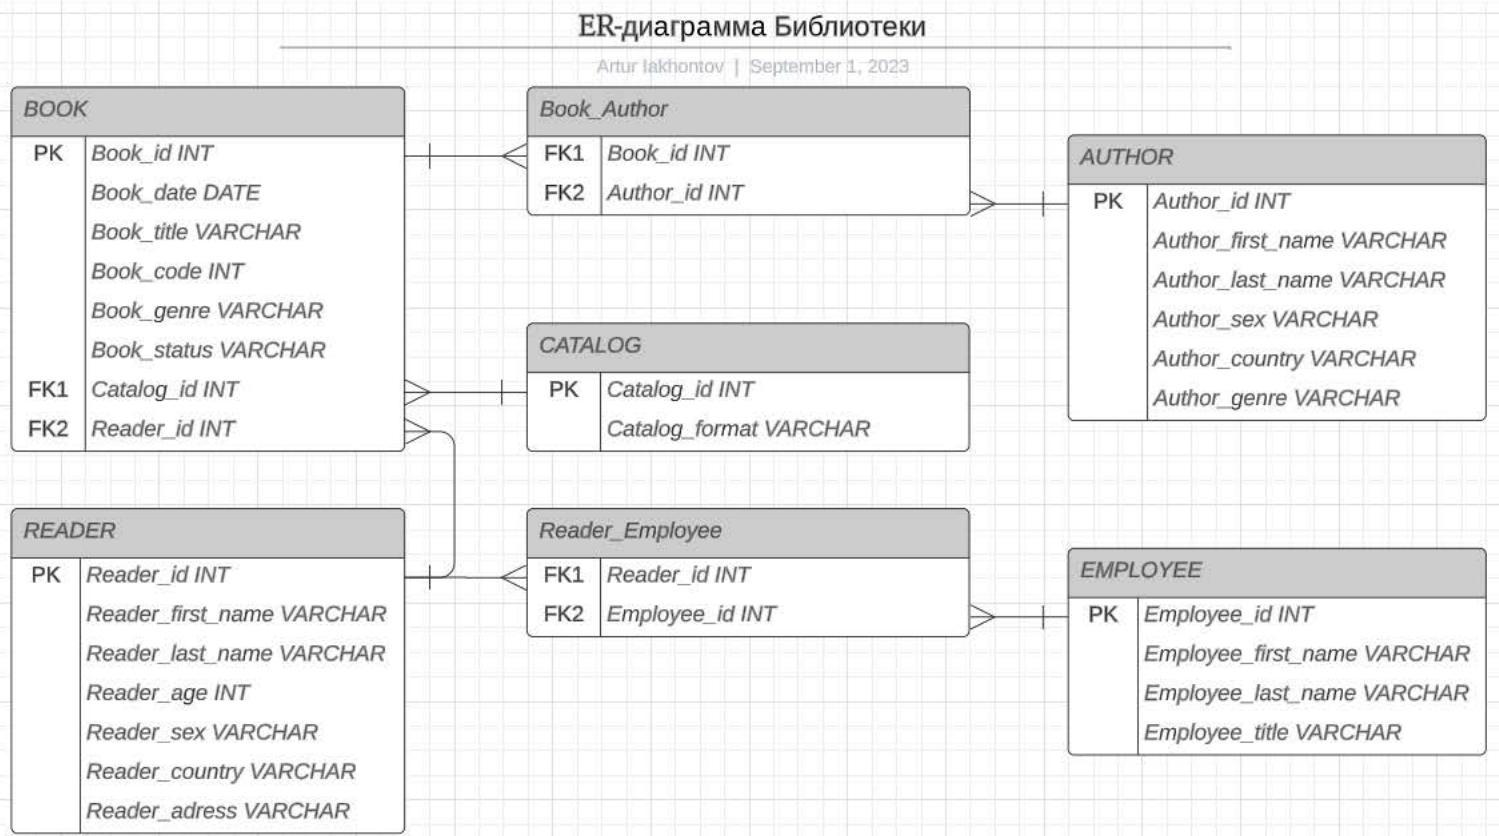 ER-диаграмма Библиотеки
Artur Iakhontov | September 1, 2023
BOOK
PK Book_id INT
Book_date DATE
Book_title VARCHAR
Book_code INT
Book_genre VARCHAR
Book_status VARCHAR
FK1 Catalog_id INT
FK2 Reader_id INT
Book_Author
FK1 Book_id INT
FK2 Author_id INT
AUTHOR
PK Author_id INT
Author_first_name VARCHAR
Author_last_name VARCHAR
Author_sex VARCHAR
Author_country VARCHAR
Author_genre VARCHAR
CATALOG
PK Catalog_id INT
Catalog_format VARCHAR
READER
PK Reader_id INT
Reader_first_name VARCHAR
Reader_last_name VARCHAR
Reader_age INT
Reader_sex VARCHAR
Reader_country VARCHAR
Reader_adress VARCHAR
Reader_Employee
FK1 Reader_id INT
FK2 Employee_id INT
EMPLOYEE
PK Employee_id INT
Employee_first_name VARCHAR
Employee_last_name VARCHAR
Employee_title VARCHAR